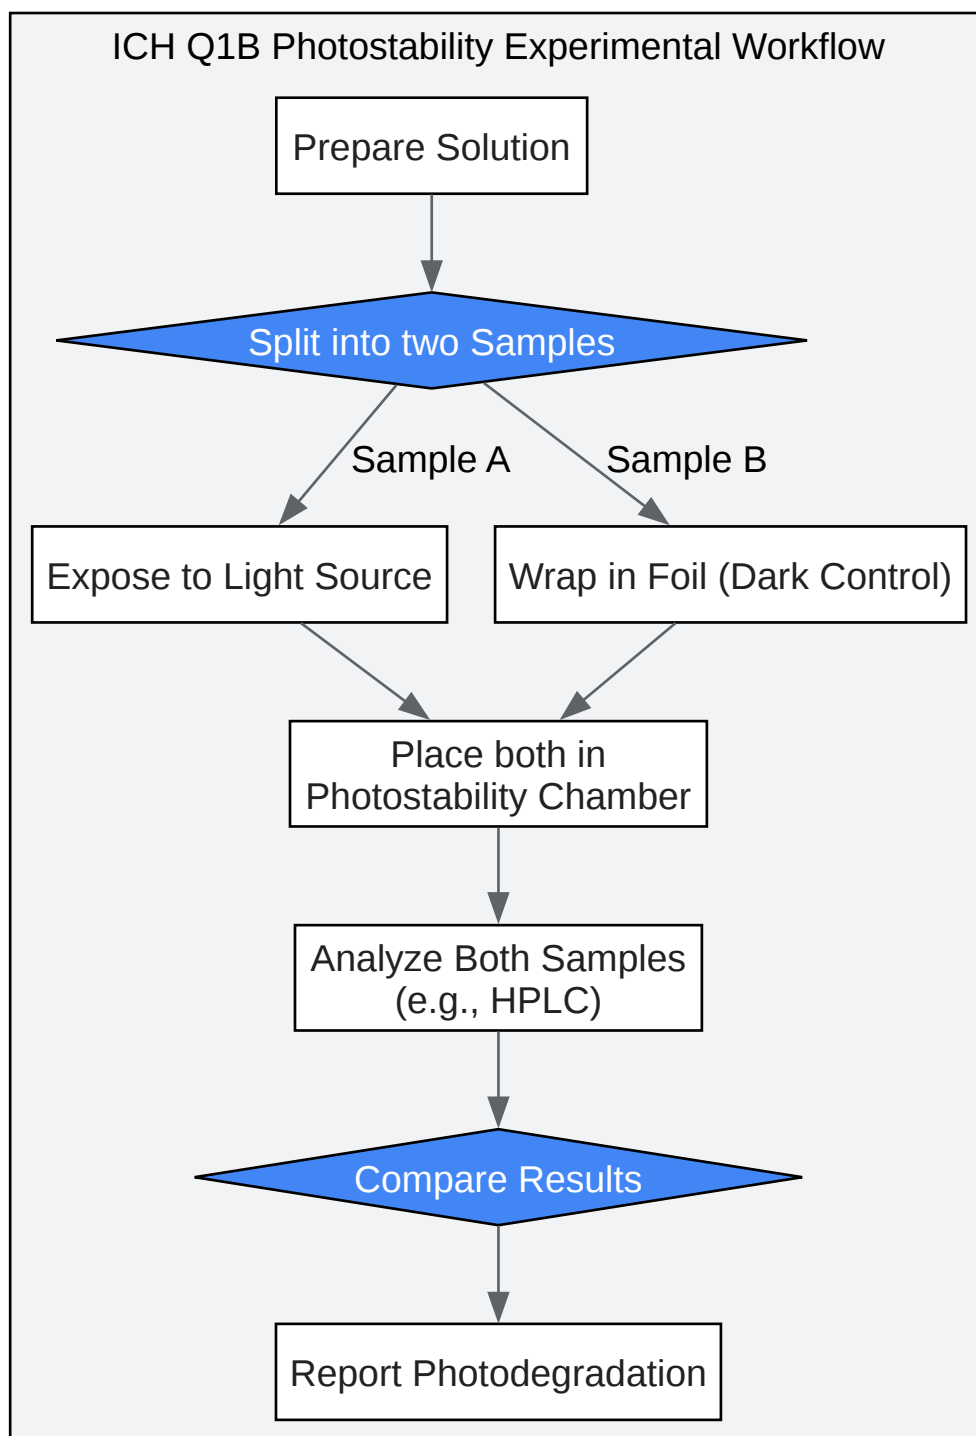 ICH Q1B Photostability Experimental Workflow
Prepare Solution
Split into two Samples
Sample A
Sample B
Expose to Light Source
Wrap in Foil (Dark Control)
Place both in
Photostability Chamber
Analyze Both Samples
(e.g., HPLC)
Compare Results
Report Photodegradation